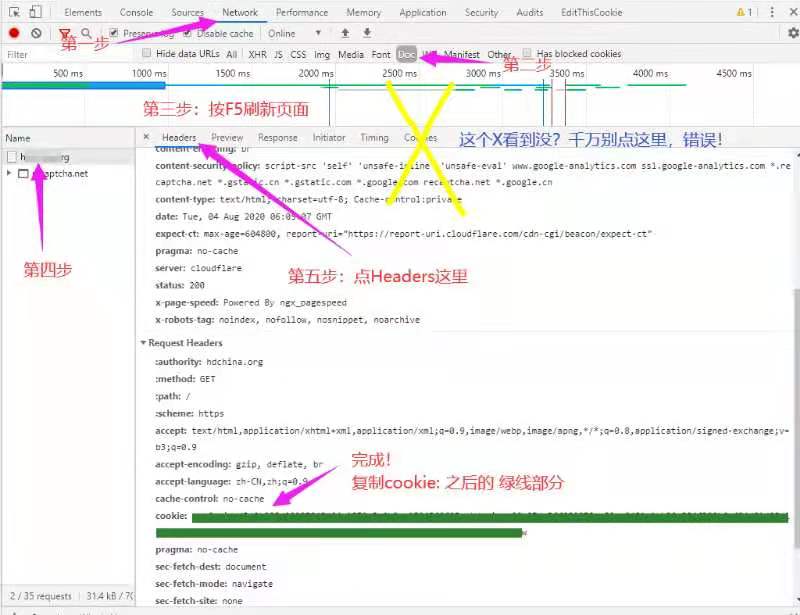 Elements Console Sources Network Performance Memory Application Security Audits EditThisCookie 1
第一步
Preserve log Disable cache Online
Filter Hide data URLs All XHR JS CSS Img Media Font Doc Manifest Other Has blocked cookies
第二步
500 ms 1000 ms 1500 ms 2000 ms 2500 ms 3000 ms 3500 ms 4000 ms 4500 ms
第三步：按F5刷新页面
Name
Headers Preview Response Initiator Timing Cookies
这个X看到没？千万别点这里，错误！
content-encoding: br
content-security-policy: script-src 'self' 'unsafe-inline' 'unsafe-eval' www.google-analytics.com ssl.google-analytics.com *.re
captcha.net *.gstatic.cn *.gstatic.com *.google.com recaptcha.net *.google.cn
content-type: text/html; charset=utf-8; Cache-control:private
date: Tue, 04 Aug 2020 GMT
expect-ct: max-age=604800, report-uri="https://report-uri.cloudflare.com/cdn-cgi/beacon/expect-ct"
pragma: no-cache
server: cloudflare
status: 200
x-page-speed: Powered By ngx_pagespeed
x-robots-tag: noindex, nofollow, nosnippet, noarchive
第四步
第五步：点Headers这里
Request Headers
:authority: hdchina.org
:method: GET
:path: /
:scheme: https
accept: text/html,application/xhtml+xml,application/xml;q=0.9,image/webp,image/apng,*/*;q=0.8,application/signed-exchange;v=
b3;q=0.9
accept-encoding: gzip, deflate, br
accept-language: zh-CN,zh;q=0.9
cache-control: no-cache
完成！
复制cookie: 之后的 绿线部分
cookie:
pragma: no-cache
sec-fetch-dest: document
sec-fetch-mode: navigate
sec-fetch-site: none
2 / 35 requests 31.4 kB / 70